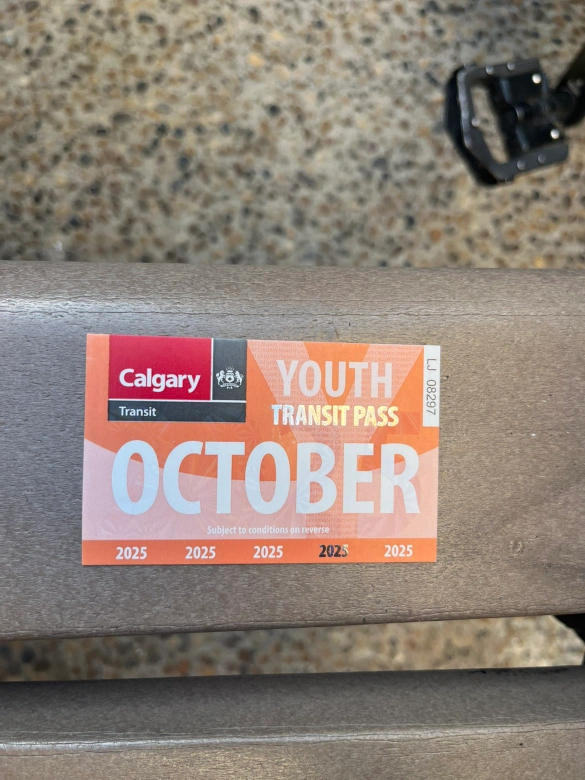 Calgary
Transit
YOUTH
TRANSIT PASS
LJ 08297
OCTOBER
Subject to conditions on reverse
2025 2025 2025 2025 2025